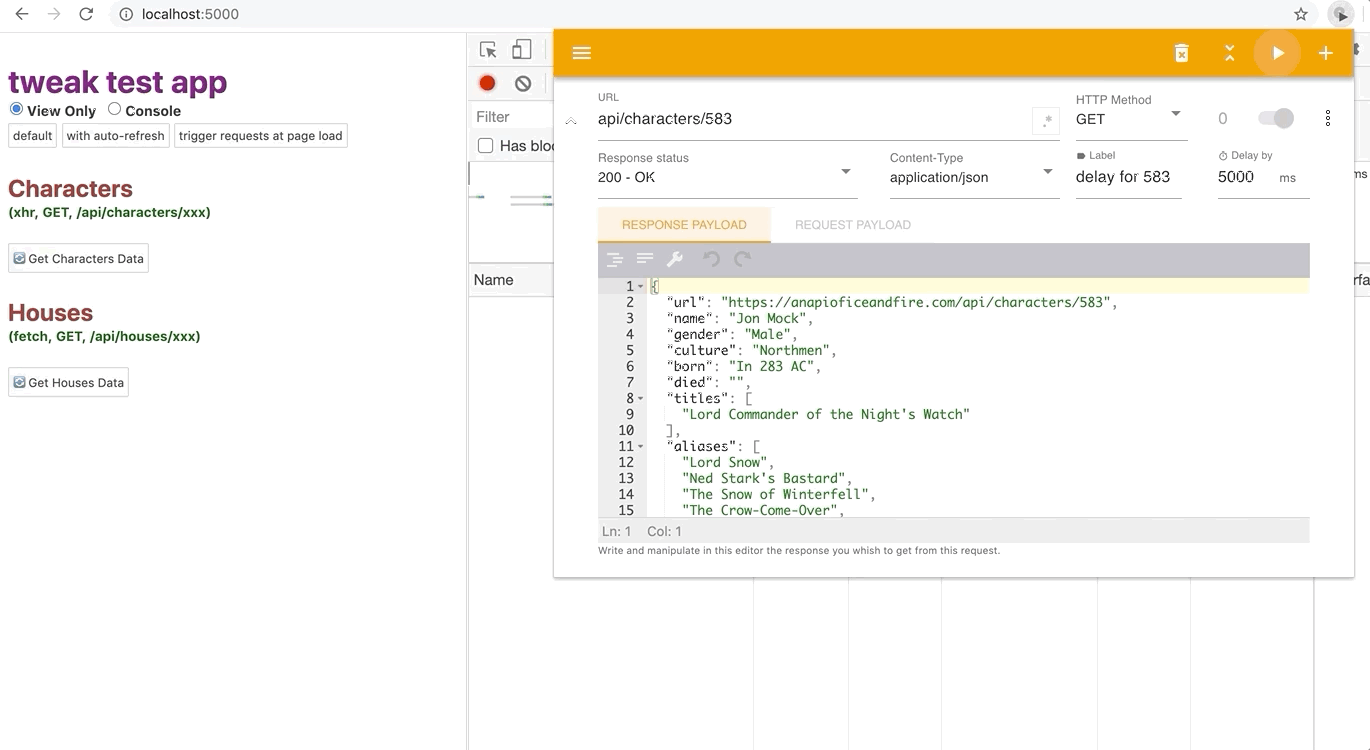 localhost:5000
tweak test app
View Only Console
default with auto-refresh trigger requests at page load
Characters
(xhr, GET, /api/characters/xxx)
Get Characters Data
Houses
(fetch, GET, /api/houses/xxx)
Get Houses Data
Filter
Has bloc
Name
ms
rfa
URL
api/characters/583
.*
HTTP Method
GET
0
Response status
200 - OK
Content-Type
application/json
Label
delay for 583
Delay by
5000 ms
RESPONSE PAYLOAD REQUEST PAYLOAD
1 {
2 "url": "https://anapioficeandfire.com/api/characters/583",
3 "name": "Jon Mock",
4 "gender": "Male",
5 "culture": "Northmen",
6 "born": "In 283 AC",
7 "died": "",
8 "titles": [
9 "Lord Commander of the Night's Watch"
10 ],
11 "aliases": [
12 "Lord Snow",
13 "Ned Stark's Bastard",
14 "The Snow of Winterfell",
15 "The Crow-Come-Over",
Ln: 1 Col: 1
Write and manipulate in this editor the response you whish to get from this request.